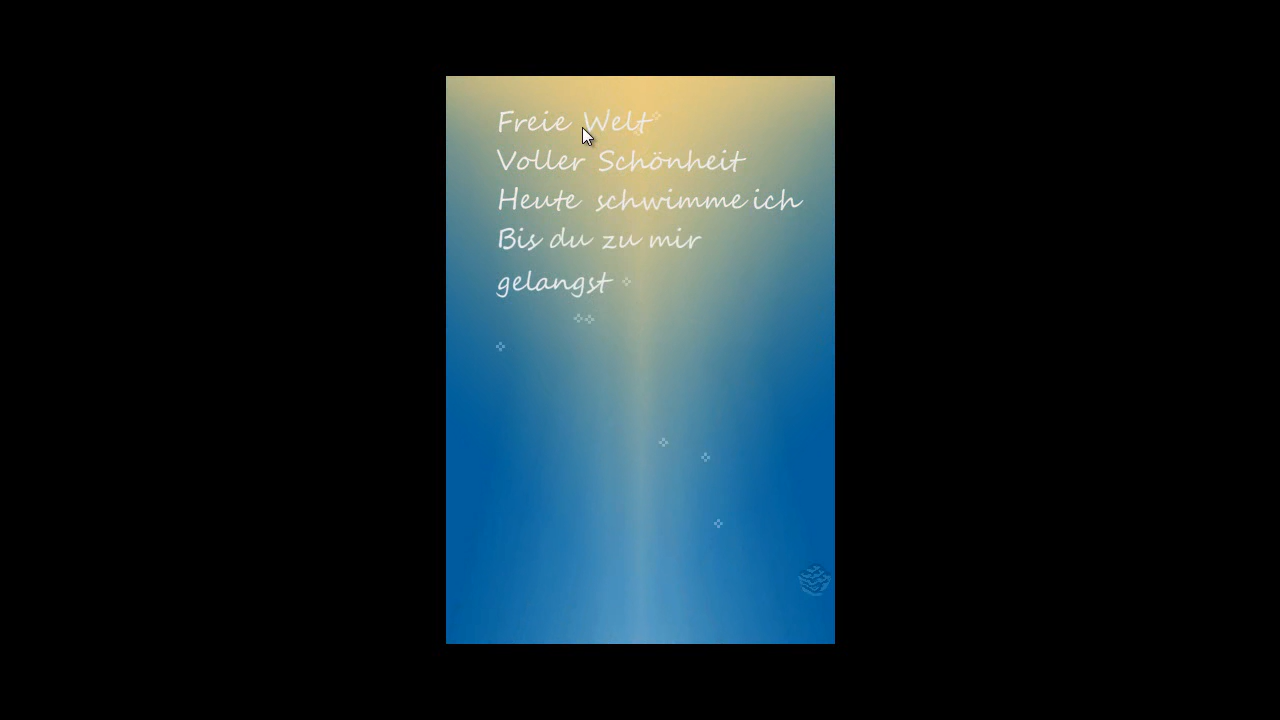 Freie Welt
Voller Schönheit
Heute schwimme ich
Bis du zu mir
gelangst